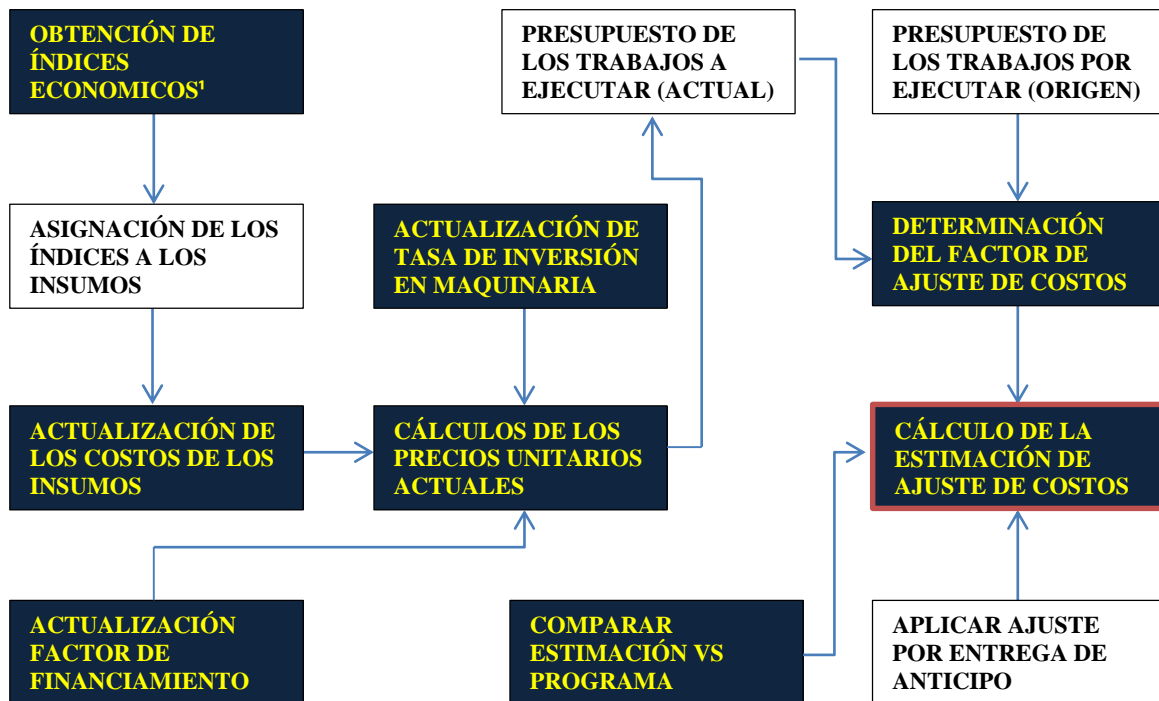 OBTENCIÓN DE
ÍNDICES
ECONOMICOS¹
PRESUPUESTO DE
LOS TRABAJOS A
EJECUTAR (ACTUAL)
PRESUPUESTO DE
LOS TRABAJOS POR
EJECUTAR (ORIGEN)
ASIGNACIÓN DE LOS
ÍNDICES A LOS
INSUMOS
ACTUALIZACIÓN DE
TASA DE INVERSIÓN
EN MAQUINARIA
DETERMINACIÓN
DEL FACTOR DE
AJUSTE DE COSTOS
ACTUALIZACIÓN DE
LOS COSTOS DE LOS
INSUMOS
CÁLCULOS DE LOS
PRECIOS UNITARIOS
ACTUALES
CÁLCULO DE LA
ESTIMACIÓN DE
AJUSTE DE COSTOS
ACTUALIZACIÓN
FACTOR DE
FINANCIAMIENTO
COMPARAR
ESTIMACIÓN VS
PROGRAMA
APLICAR AJUSTE
POR ENTREGA DE
ANTICIPO